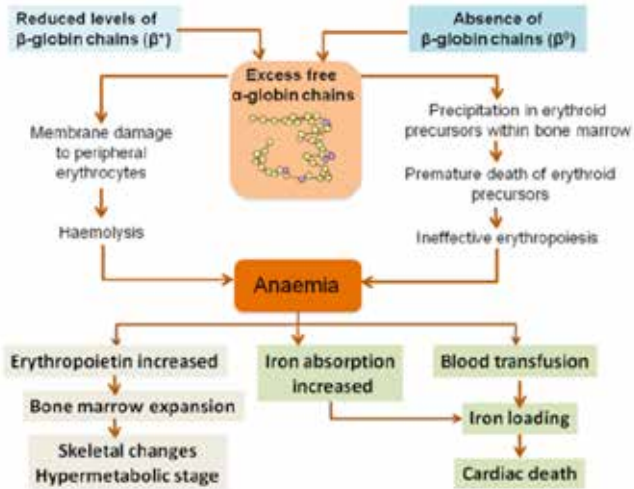 Reduced levels of
β-globin chains (β⁺)
Absence of
β-globin chains (β⁰)
Excess free
α-globin chains
Membrane damage
to peripheral
erythrocytes
Haemolysis
Precipitation in erythroid
precursors within bone marrow
Premature death of erythroid
precursors
Ineffective erythropoiesis
Anaemia
Erythropoietin increased
Bone marrow expansion
Skeletal changes
Hypermetabolic stage
Iron absorption
increased
Blood transfusion
Iron loading
Cardiac death